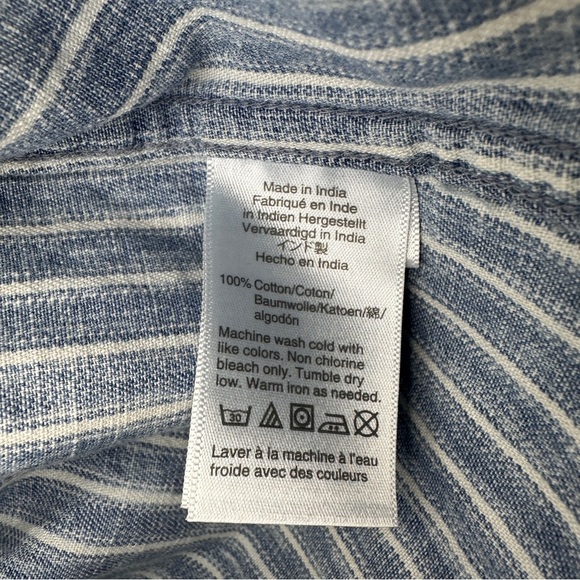 Made in India
Fabriqué en Inde
in Indien Hergestellt
Vervaardigd in India
インド製
Hecho en India
100% Cotton/Coton/
Baumwolle/Katoen/綿/
algodón
Machine wash cold with
like colors. Non chlorine
bleach only. Tumble dry
low. Warm iron as needed.
30
Laver à la machine à l'eau
froide avec des couleurs